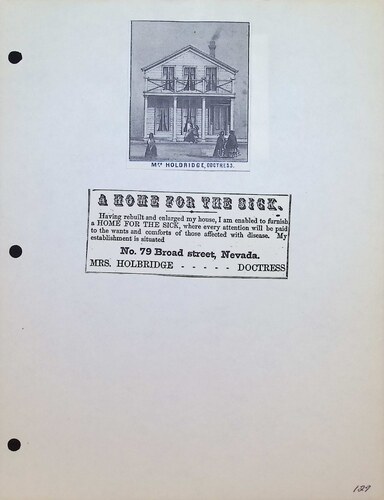 MRS. HOLBRIDGE, DOCTRESS.
A HOME FOR THE SICK.
Having rebuilt and enlarged my house, I am enabled to furnish
a HOME FOR THE SICK, where every attention will be paid
to the wants and comforts of those affected with disease. My
establishment is situated
No. 79 Broad street, Nevada.
MRS. HOLBRIDGE - - - - - DOCTRESS
129